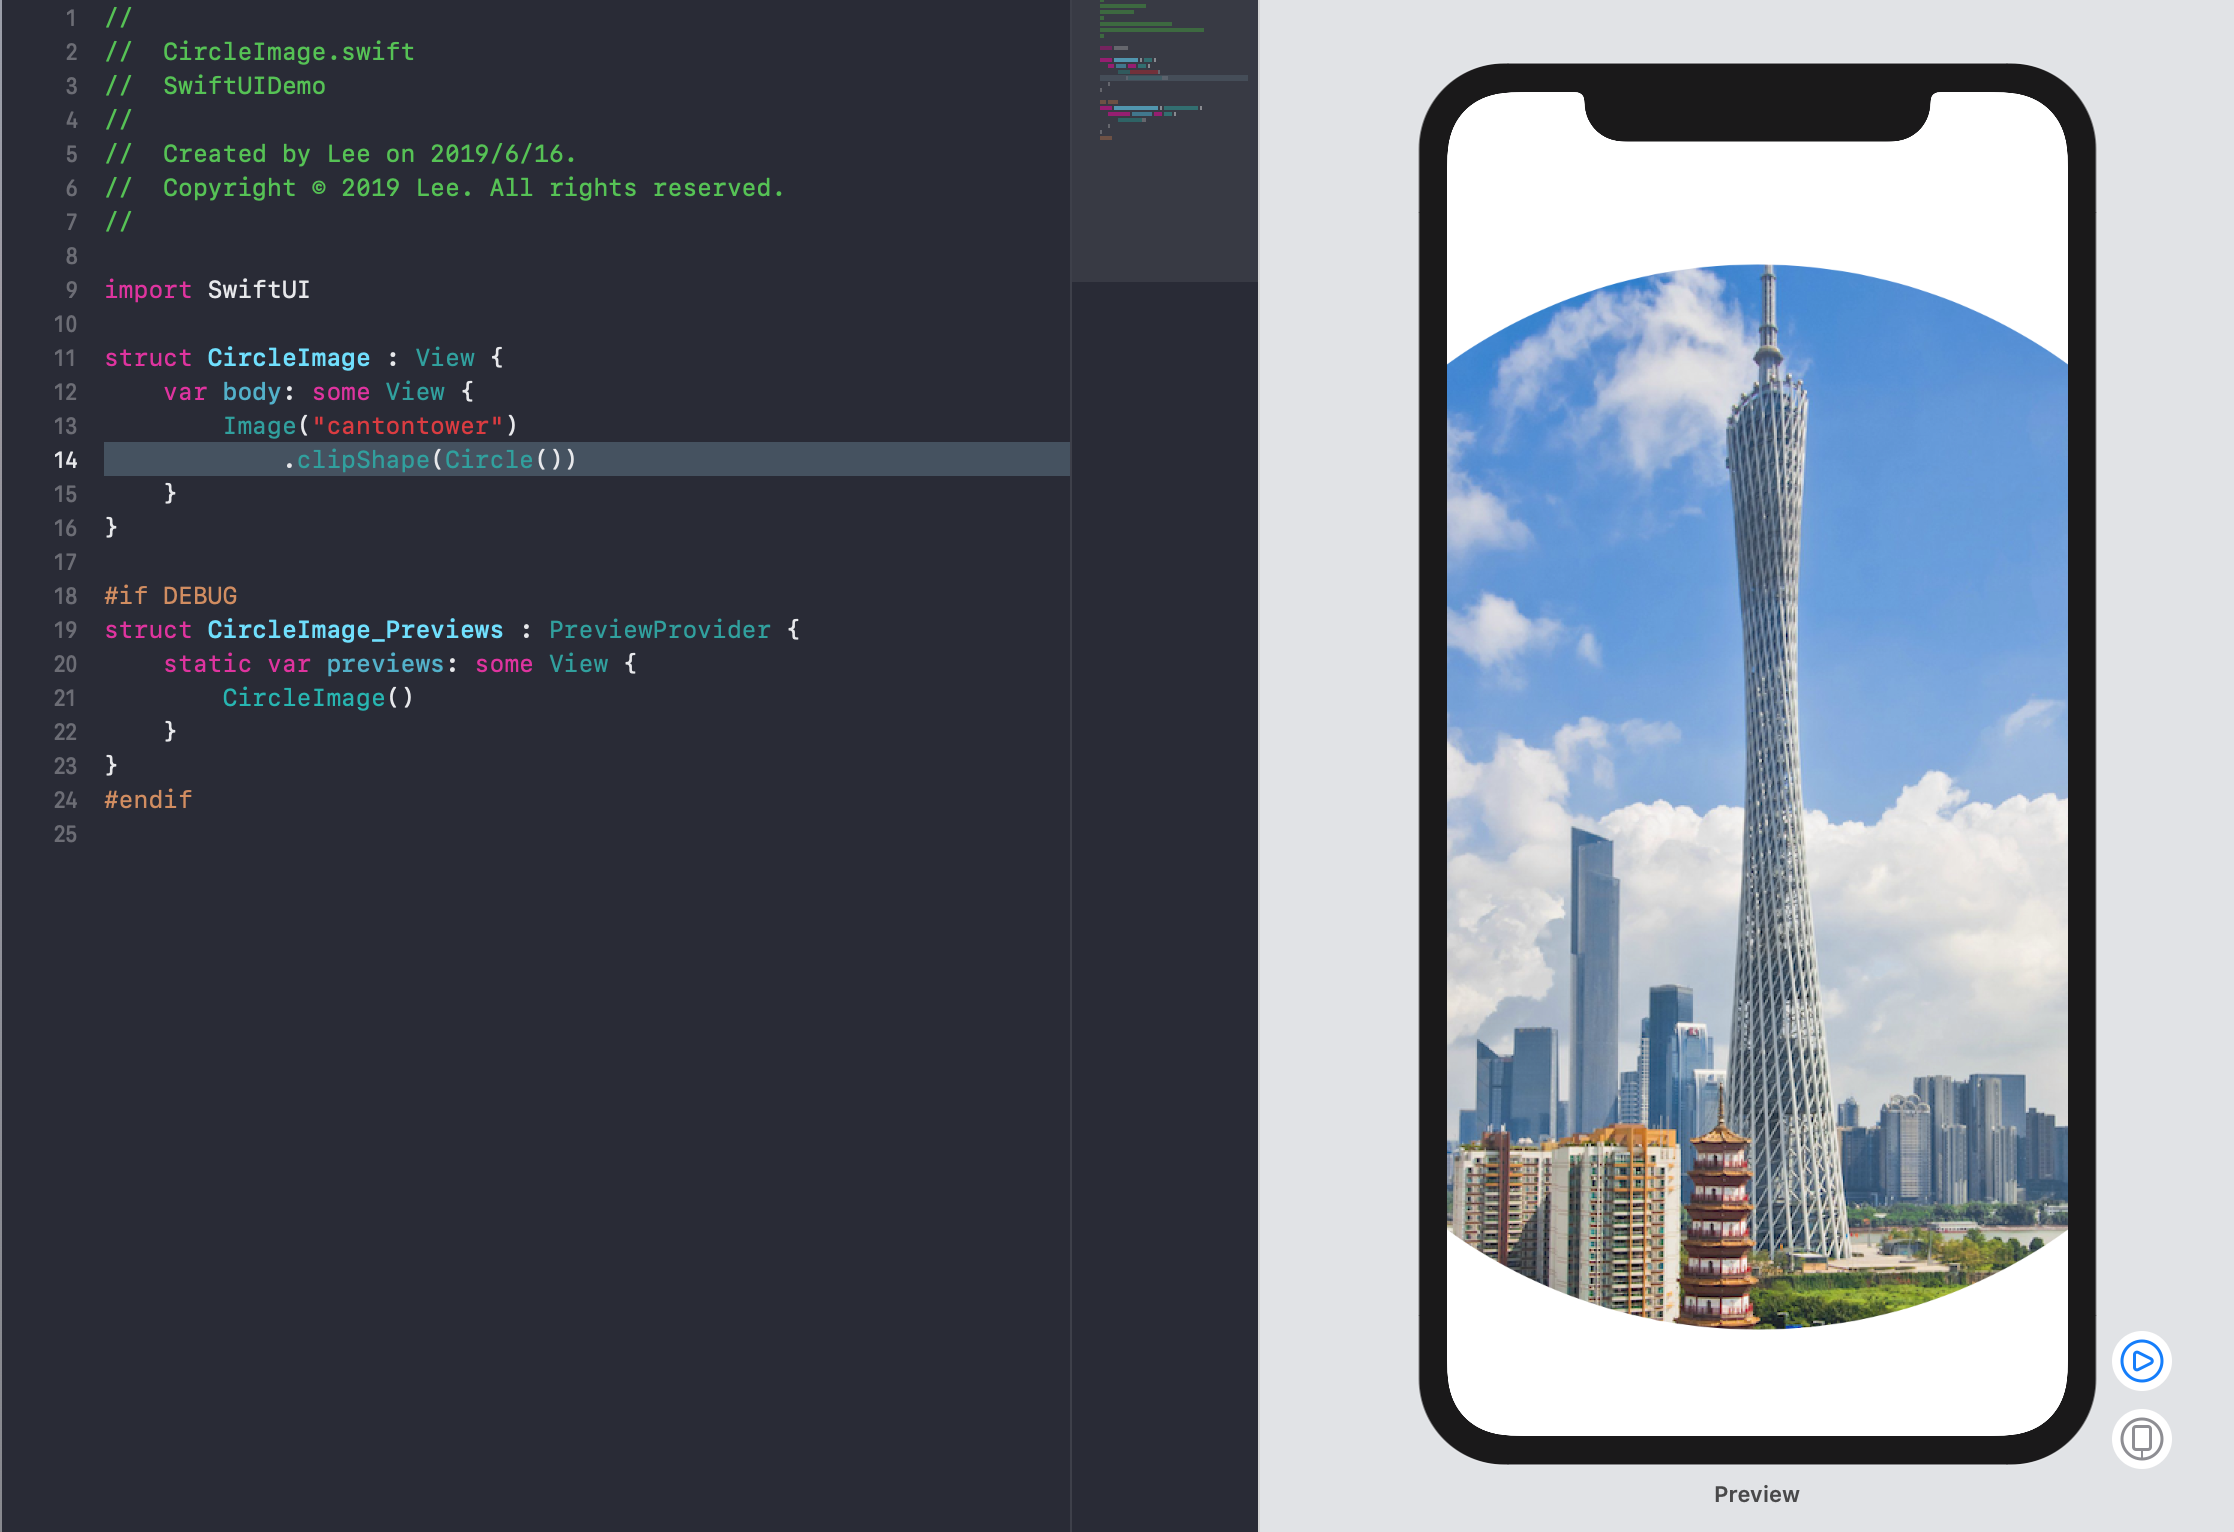 1 //
2 //  CircleImage.swift
3 //  SwiftUIDemo
4 //
5 //  Created by Lee on 2019/6/16.
6 //  Copyright © 2019 Lee. All rights reserved.
7 //
8
9 import SwiftUI
10
11 struct CircleImage : View {
12     var body: some View {
13         Image("cantontower")
14             .clipShape(Circle())
15     }
16 }
17
18 #if DEBUG
19 struct CircleImage_Previews : PreviewProvider {
20     static var previews: some View {
21         CircleImage()
22     }
23 }
24 #endif
25
Preview